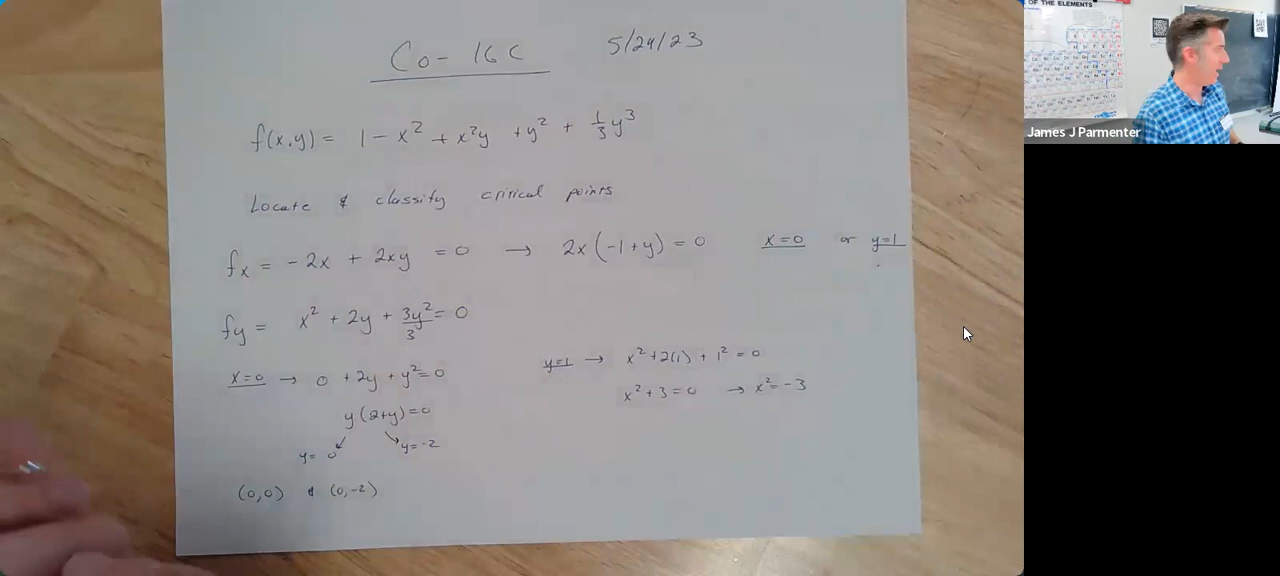 Co-16C 5/24/23
f(x,y) = 1 - x² + x²y + y² + 1/3 y³
Locate & classify critical points
fx = -2x + 2xy = 0 → 2x(-1+y) = 0 x=0 or y=1
fy = x² + 2y + 3y²/3 = 0
x=0 → 0 + 2y + y² = 0
y(2+y)=0
y=0 y=-2
(0,0) & (0,-2)
y=1 → x² + 2(1) + 1² = 0
x² + 3 = 0 → x² = -3
OF THE ELEMENTS
James J Parmenter